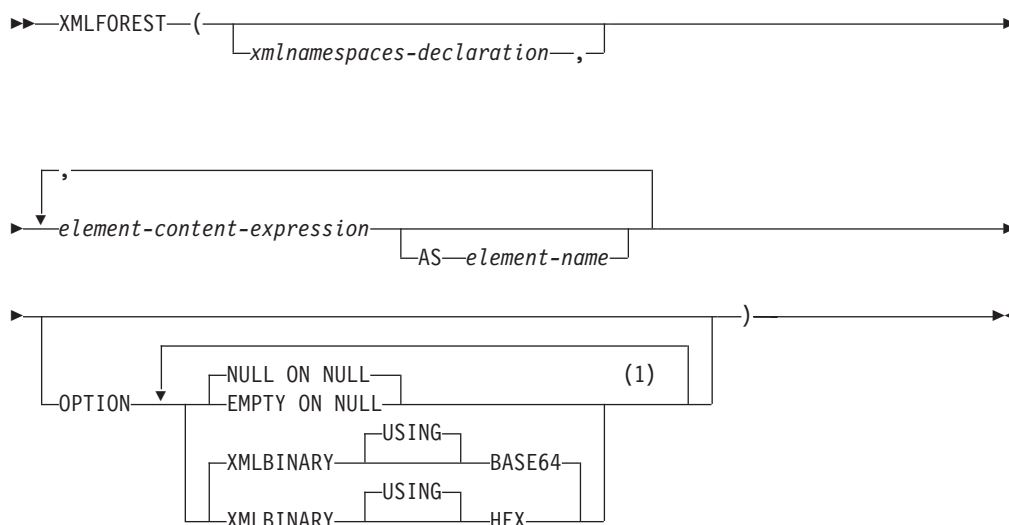 XMLFOREST (
xmlnamespaces-declaration ,
,
element-content-expression
AS element-name
)
NULL ON NULL (1)
OPTION EMPTY ON NULL
USING
XMLBINARY BASE64
USING
XMLBINARY HEX